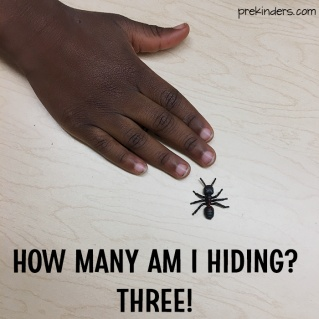 prekinders.com
HOW MANY AM I HIDING?
THREE!